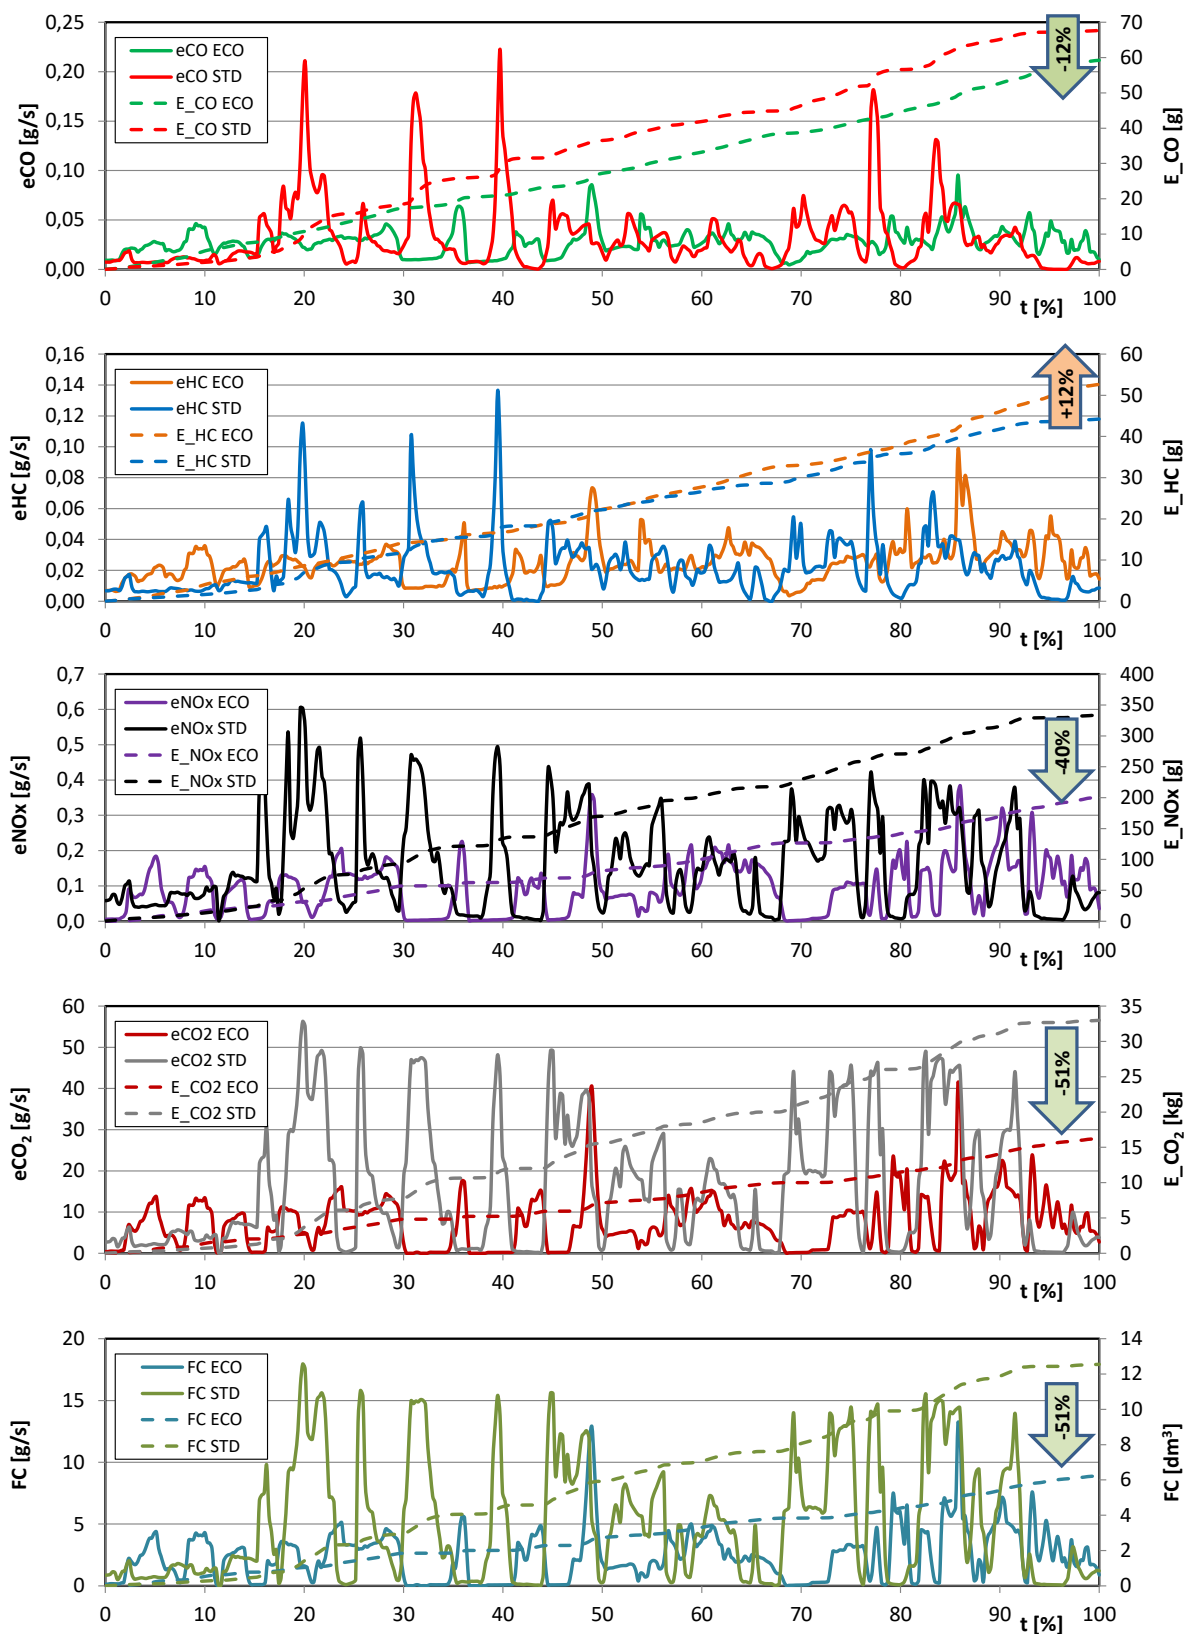 0,25
0,20
0,15
0,10
0,05
0,00
eCO [g/s]
eCO ECO
eCO STD
E_CO ECO
E_CO STD
-12%
70
60
50
40
30
20
10
0
E_CO [g]
0 10 20 30 40 50 60 70 80 90 100
t [%]
0,16
0,14
0,12
0,10
0,08
0,06
0,04
0,02
0,00
eHC [g/s]
eHC ECO
eHC STD
E_HC ECO
E_HC STD
+12%
60
50
40
30
20
10
0
E_HC [g]
0 10 20 30 40 50 60 70 80 90 100
t [%]
0,7
0,6
0,5
0,4
0,3
0,2
0,1
0,0
eNOx [g/s]
eNOx ECO
eNOx STD
E_NOx ECO
E_NOx STD
-40%
400
350
300
250
200
150
100
50
0
E_NOx [g]
0 10 20 30 40 50 60 70 80 90 100
t [%]
60
50
40
30
20
10
0
eCO₂ [g/s]
eCO2 ECO
eCO2 STD
E_CO2 ECO
E_CO2 STD
-51%
35
30
25
20
15
10
5
0
E_CO₂ [kg]
0 10 20 30 40 50 60 70 80 90 100
t [%]
20
15
10
5
0
FC [g/s]
FC ECO
FC STD
FC ECO
FC STD
-51%
14
12
10
8
6
4
2
0
FC [dm³]
0 10 20 30 40 50 60 70 80 90 100
t [%]